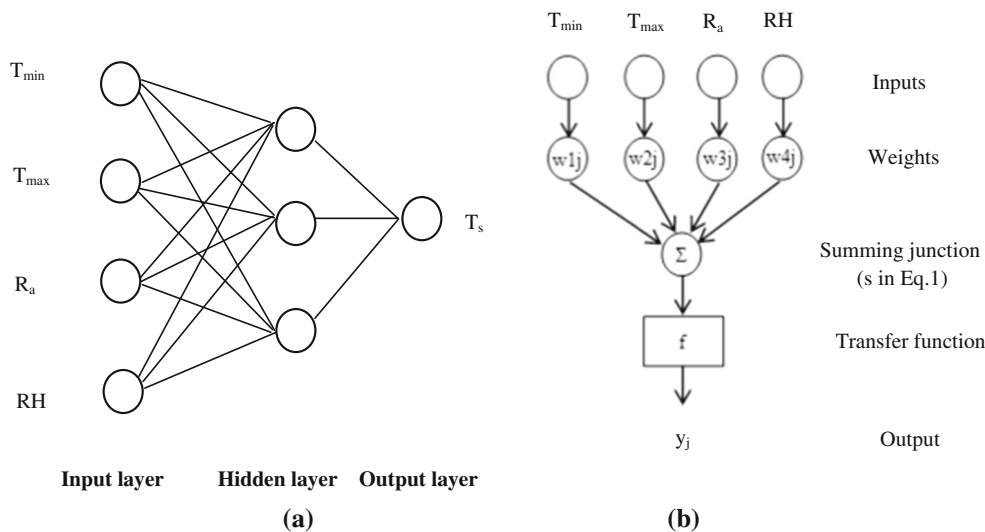 T_min
T_max
R_a
RH
T_s
Input layer Hidden layer Output layer
(a)
T_min T_max R_a RH
Inputs
w1j w2j w3j w4j
Weights
Σ
Summing junction
(s in Eq.1)
f
Transfer function
y_j
Output
(b)